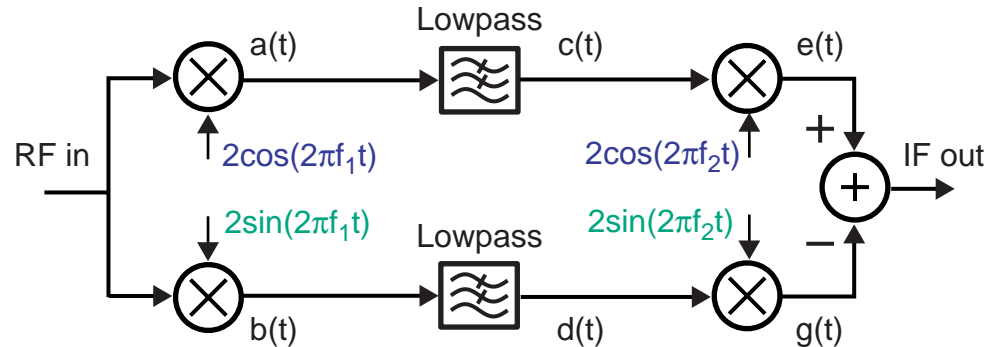 Lowpass
a(t)
c(t)
e(t)
+
RF in
2cos(2πf₁t)
2cos(2πf₂t)
+
IF out
2sin(2πf₁t)
2sin(2πf₂t)
Lowpass
−
b(t)
d(t)
g(t)